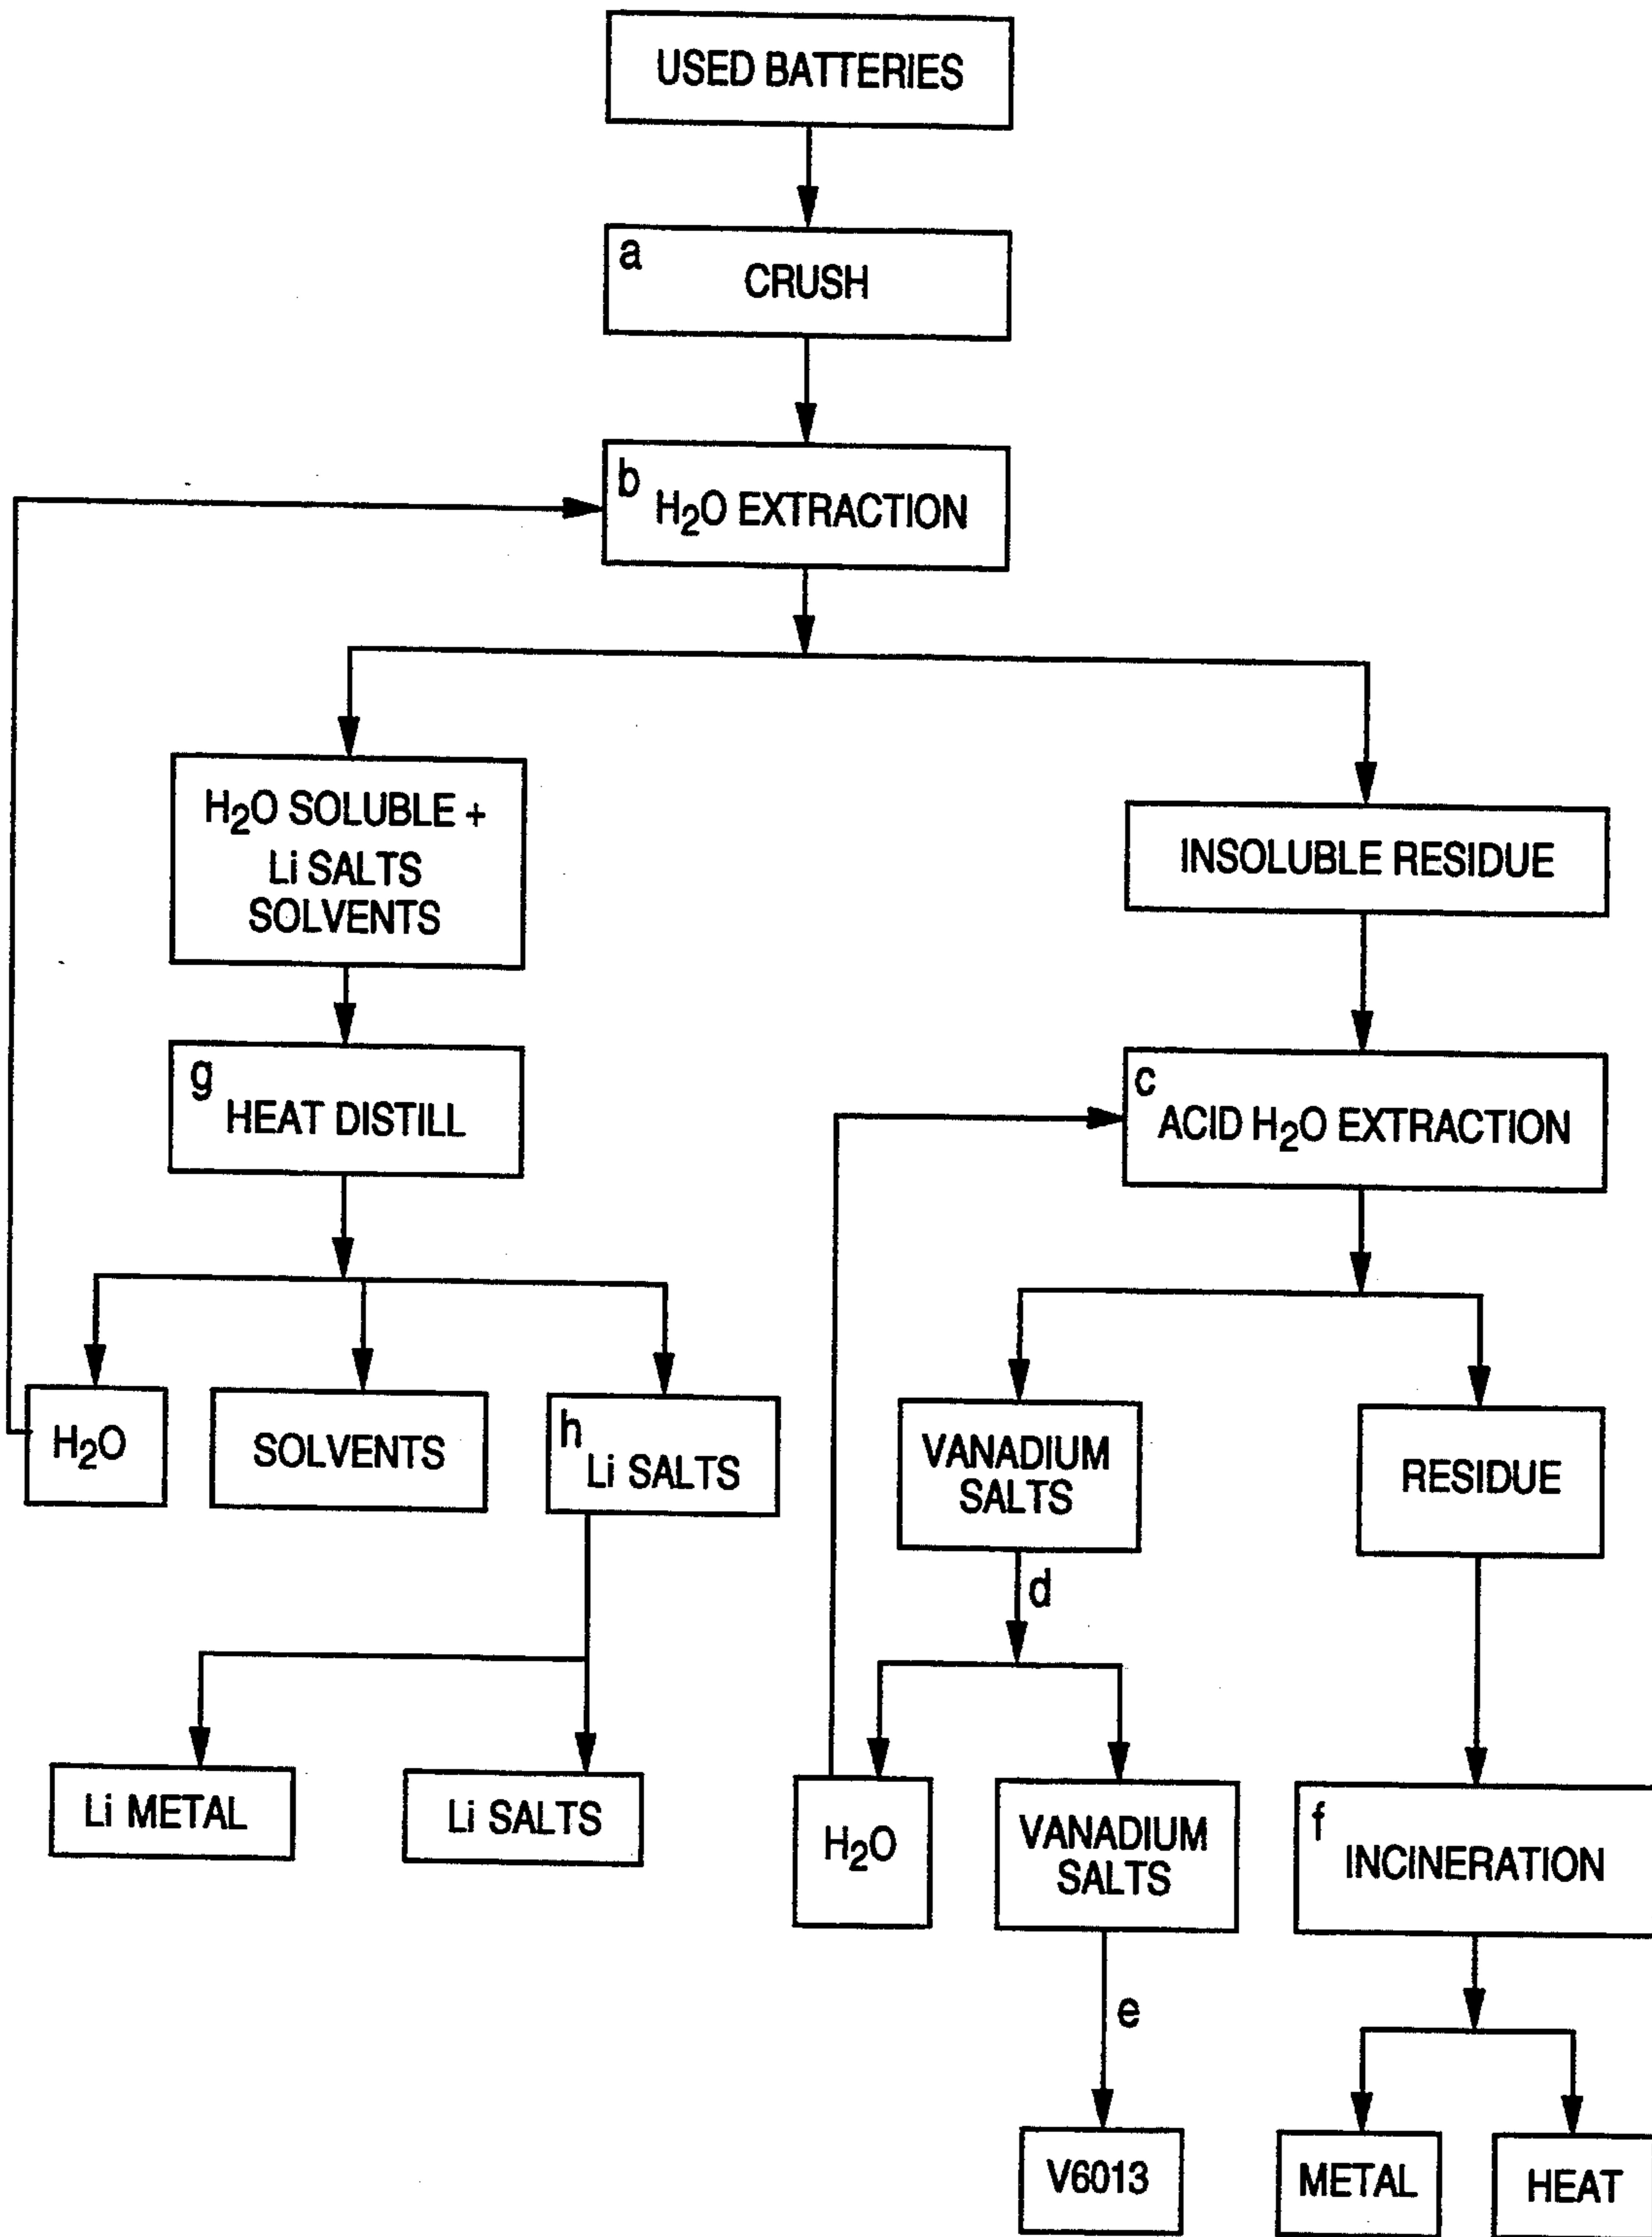 USED BATTERIES
a
CRUSH
b
H₂O EXTRACTION
H₂O SOLUBLE +
Li SALTS
SOLVENTS
INSOLUBLE RESIDUE
g
HEAT DISTILL
c
ACID H₂O EXTRACTION
H₂O
SOLVENTS
h
Li SALTS
VANADIUM
SALTS
RESIDUE
d
Li METAL
Li SALTS
H₂O
VANADIUM
SALTS
f
INCINERATION
e
V6013
METAL
HEAT